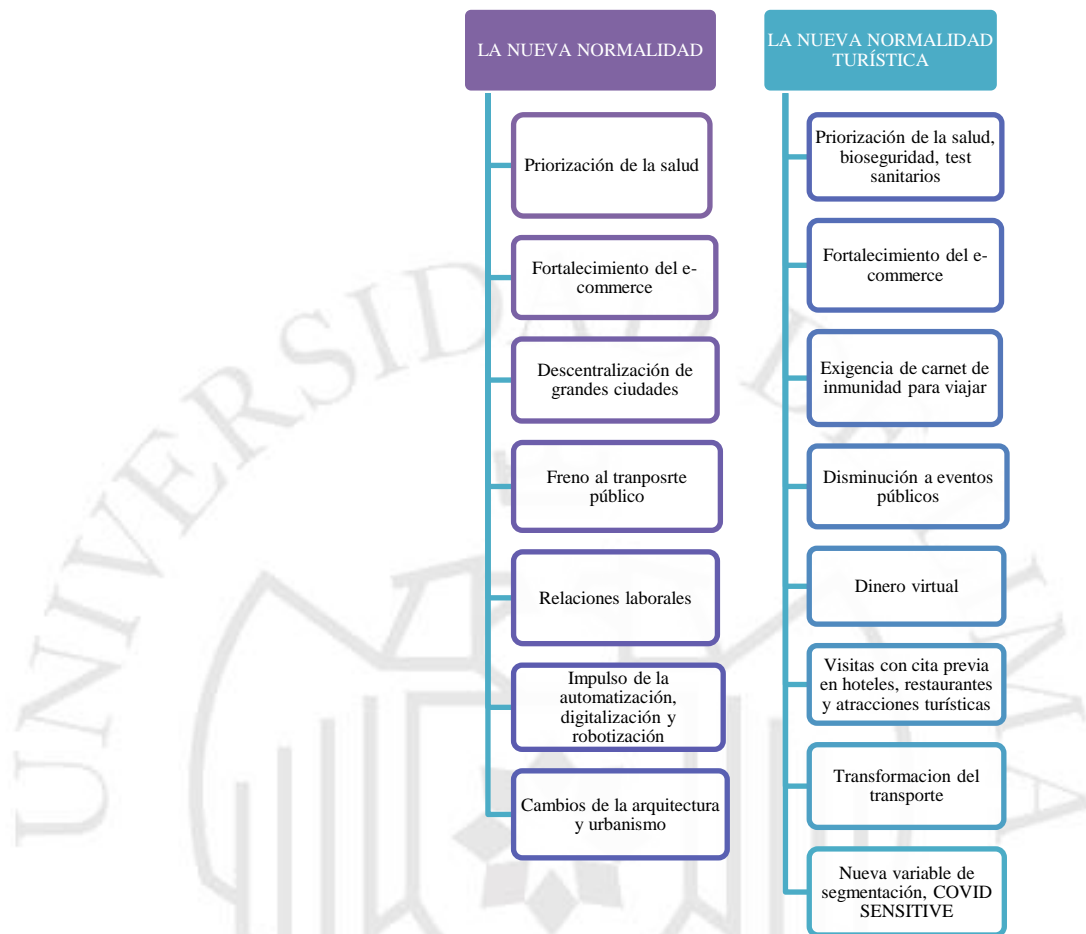 LA NUEVA NORMALIDAD
Priorización de la salud
Fortalecimiento del e-
commerce
Descentralización de
grandes ciudades
Freno al tranposrte
público
Relaciones laborales
Impulso de la
automatización,
digitalización y
robotización
Cambios de la arquitectura
y urbanismo
LA NUEVA NORMALIDAD
TURÍSTICA
Priorización de la salud,
bioseguridad, test
sanitarios
Fortalecimiento del e-
commerce
Exigencia de carnet de
inmunidad para viajar
Disminución a eventos
públicos
Dinero virtual
Visitas con cita previa
en hoteles, restaurantes
y atracciones turísticas
Transformacion del
transporte
Nueva variable de
segmentación, COVID
SENSITIVE
UNIVERSIDAD DE LIMA